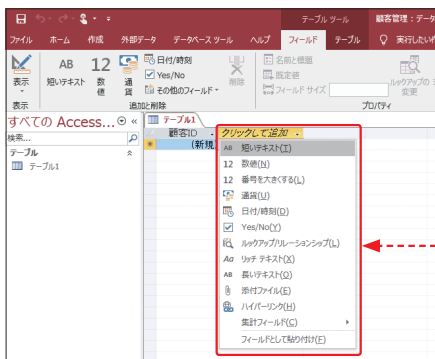 テーブル ツール 顧客管理 : データ
ファイル ホーム 作成 外部データ データベース ツール ヘルプ フィールド テーブル 実行したい
表示 AB 短いテキスト 12 数値 通貨 日付/時刻 Yes/No その他のフィールド 削除 名前と標題 既定値 フィールド サイズ ルックアップの変更
表示 追加と削除 プロパティ
すべての Access... «
検索...
テーブル
テーブル1
テーブル1
顧客ID クリックして追加
(新規
AB 短いテキスト(T)
12 数値(N)
12 番号を大きくする(L)
通貨(U)
日付/時刻(D)
Yes/No(Y)
ルックアップ/リレーションシップ(L)
Aa リッチ テキスト(X)
AB 長いテキスト(O)
添付ファイル(E)
ハイパーリンク(H)
集計フィールド(C)
フィールドとして貼り付け(F)